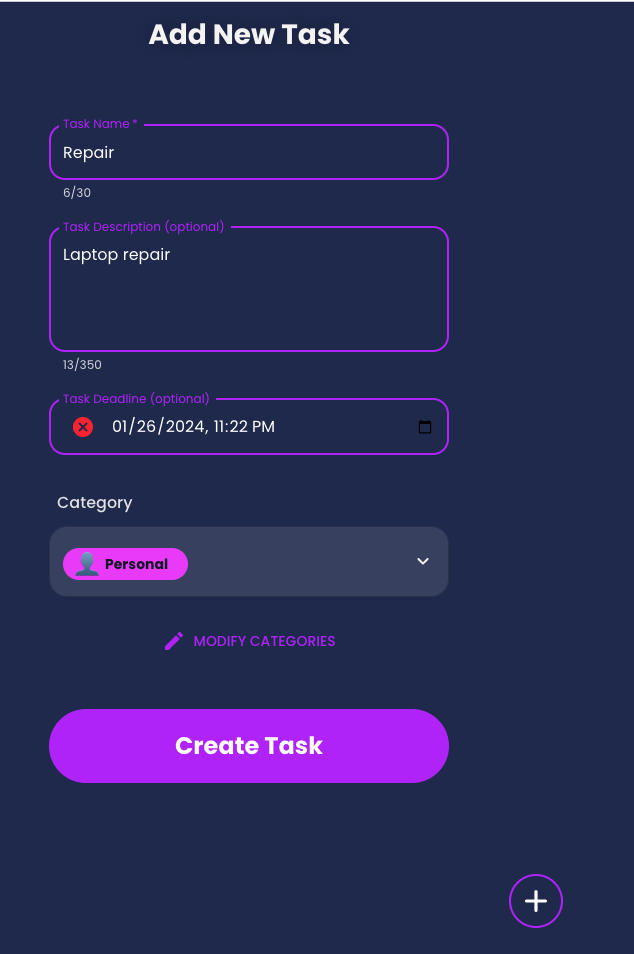 Add New Task
Task Name *
Repair
6/30
Task Description (optional)
Laptop repair
13/350
Task Deadline (optional)
01/26/2024, 11:22 PM
Category
Personal
MODIFY CATEGORIES
Create Task